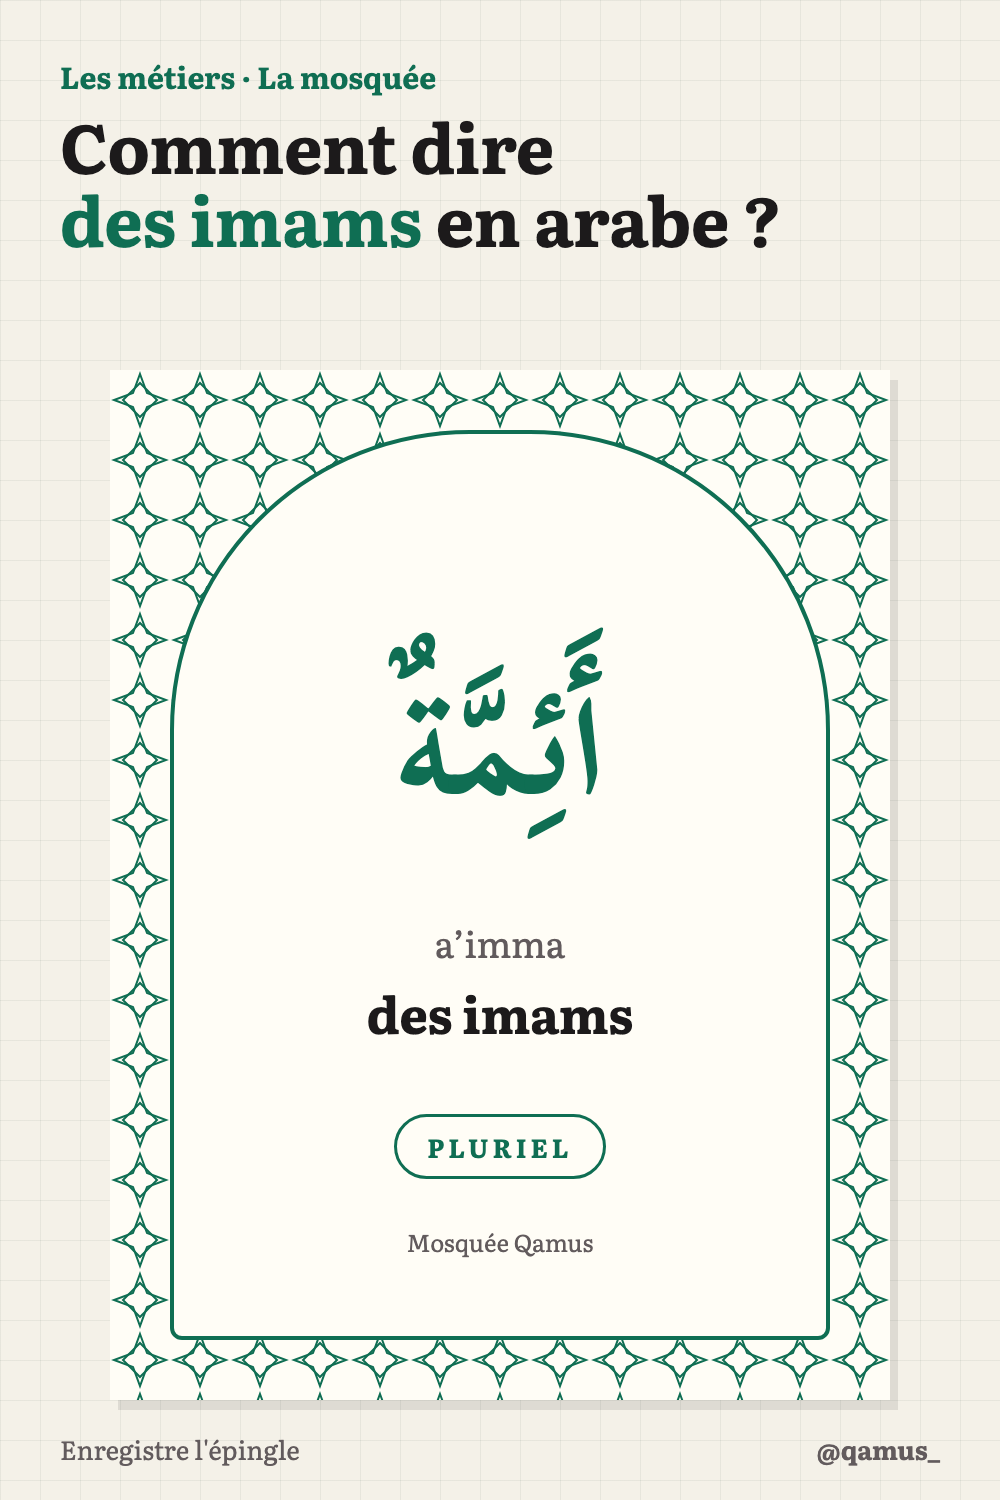 Les métiers · La mosquée
Comment dire
des imams en arabe ?
أَئِمَّةٌ
a’imma
des imams
PLURIEL
Mosquée Qamus
Enregistre l'épingle
@qamus_